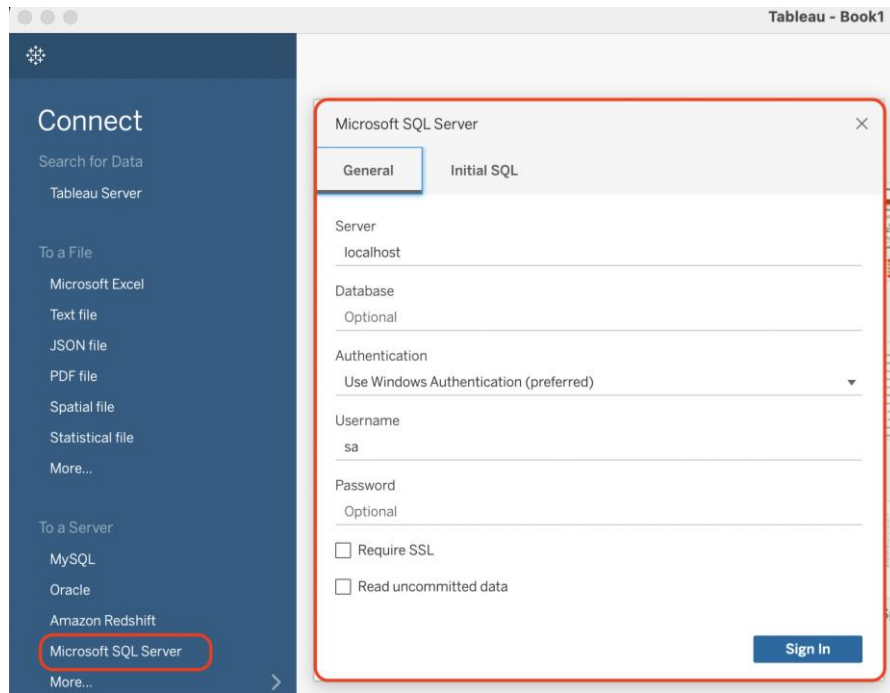 Tableau - Book1
Connect
Search for Data
Tableau Server
To a File
Microsoft Excel
Text file
JSON file
PDF file
Spatial file
Statistical file
More...
To a Server
MySQL
Oracle
Amazon Redshift
Microsoft SQL Server
More...
Microsoft SQL Server
General
Initial SQL
Server
localhost
Database
Optional
Authentication
Use Windows Authentication (preferred)
Username
sa
Password
Optional
Require SSL
Read uncommitted data
Sign In